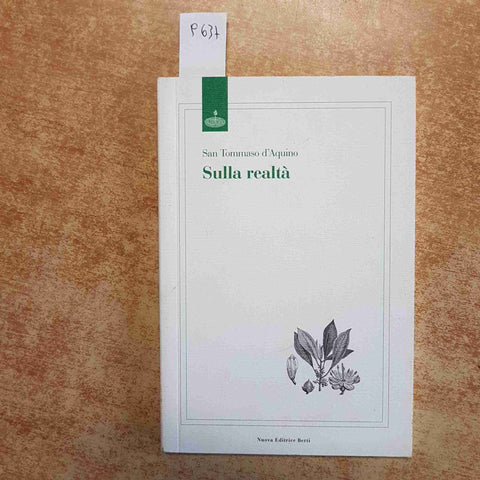 P637
San Tommaso d'Aquino
Sulla realtà
Nuova Editrice Berti